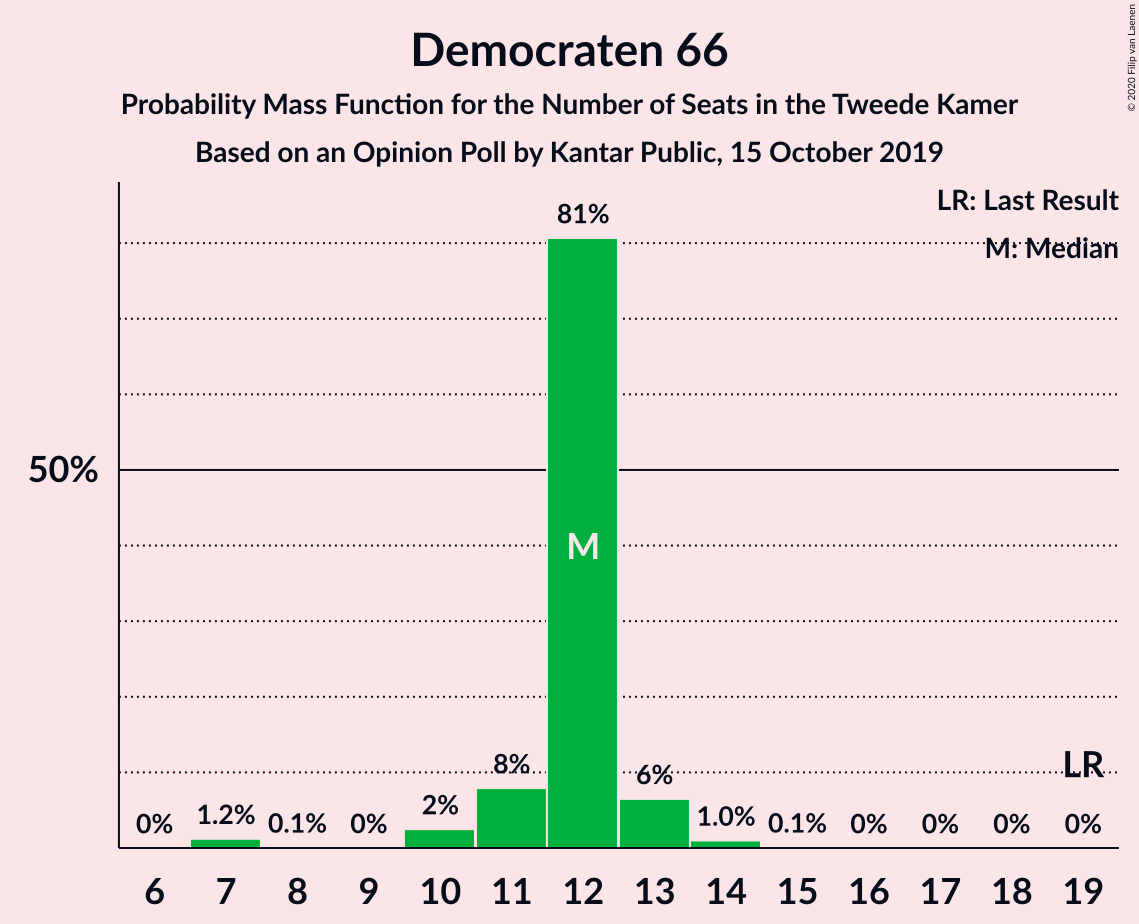 Democraten 66
Probability Mass Function for the Number of Seats in the Tweede Kamer
Based on an Opinion Poll by Kantar Public, 15 October 2019
© 2020 Filip van Laenen
LR: Last Result
M: Median
81%
50%
M
8%
6%
LR
2%
0% 1.2% 0.1% 0% 1.0% 0.1% 0% 0% 0% 0%
6 7 8 9 10 11 12 13 14 15 16 17 18 19